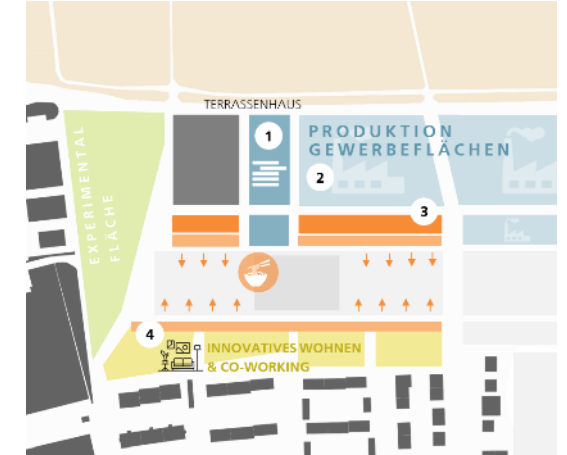 TERRASSENHAUS
1
PRODUKTION
GEWERBEFLÄCHEN
2
3
EXPERIMENTAL
FLÄCHE
4
INNOVATIVES WOHNEN
& CO-WORKING